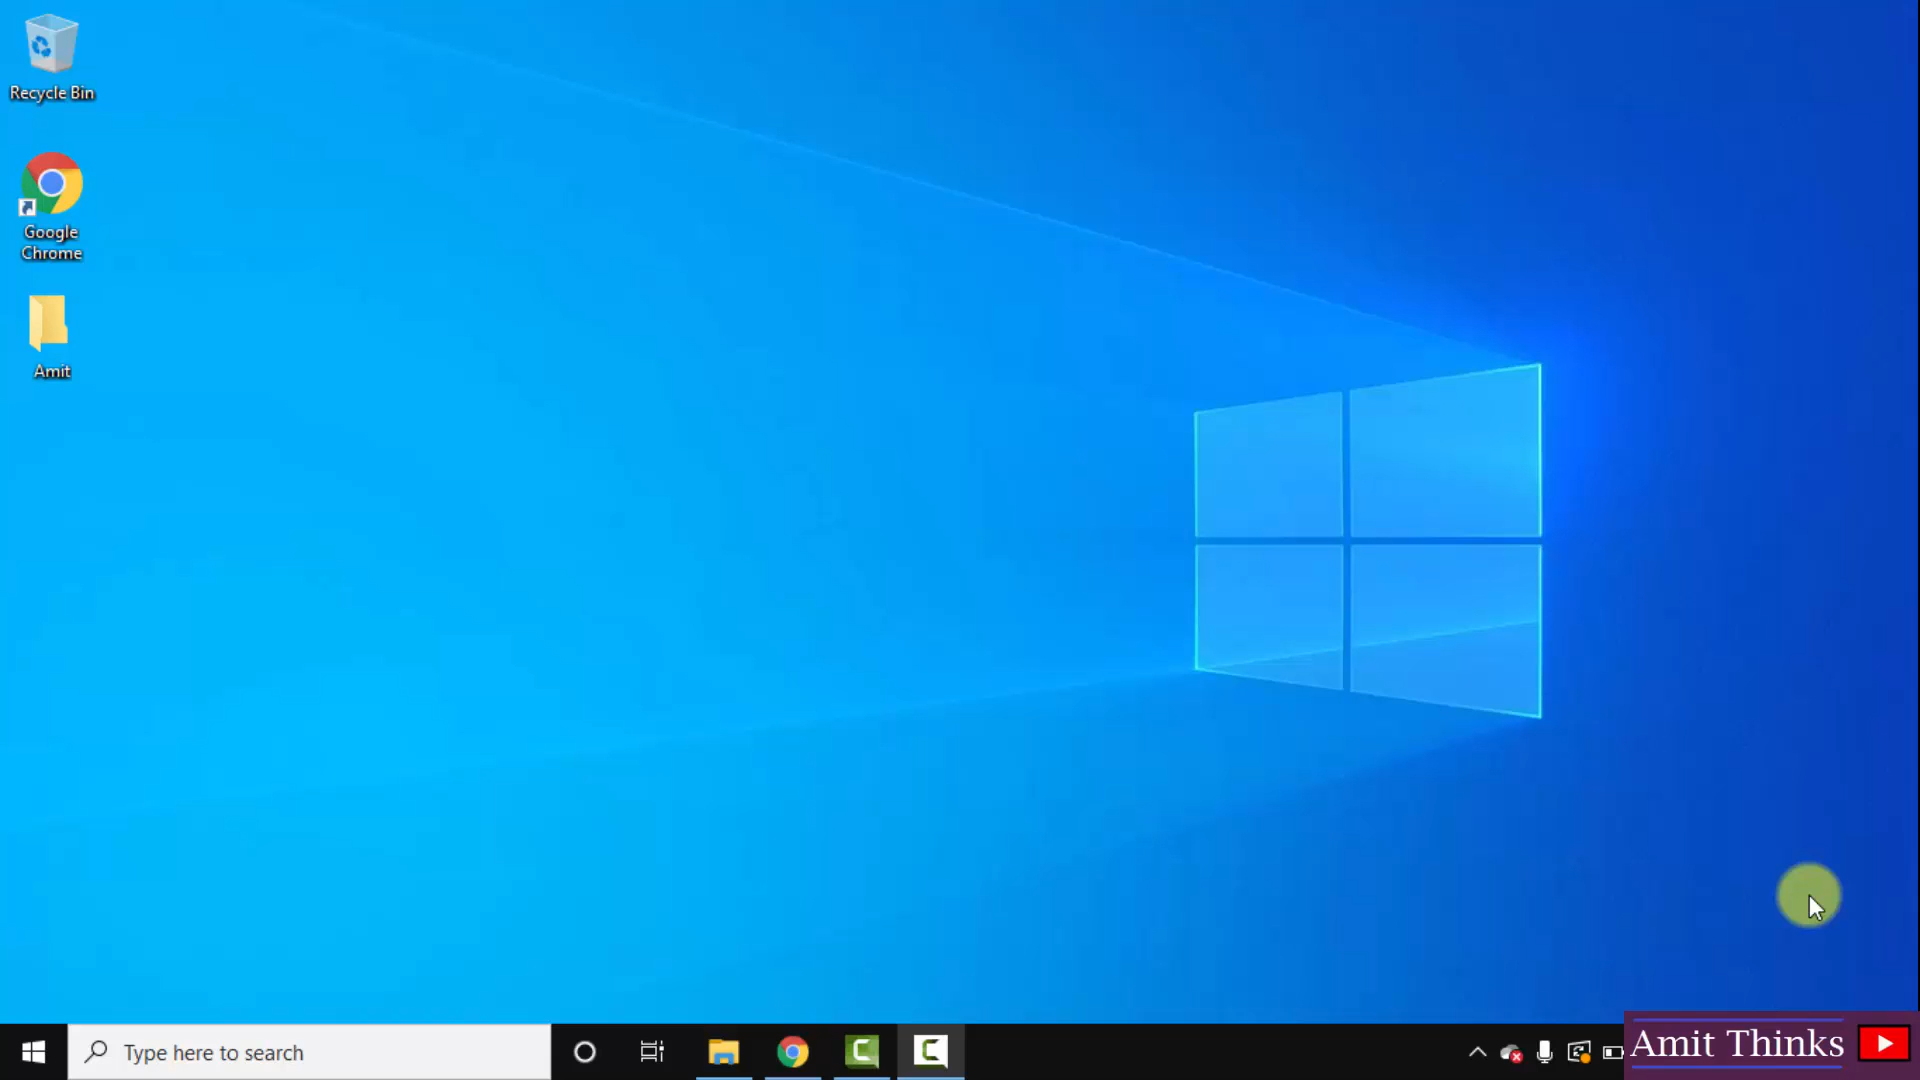 Recycle Bin
Google
Chrome
Amit
Type here to search
Amit Thinks